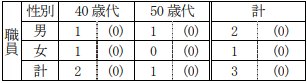 職員 性別 40歳代 50歳代 計
男 1 (0) 1 (0) 2 (0)
女 1 (0) 0 (0) 1 (0)
計 2 (0) 1 (0) 3 (0)